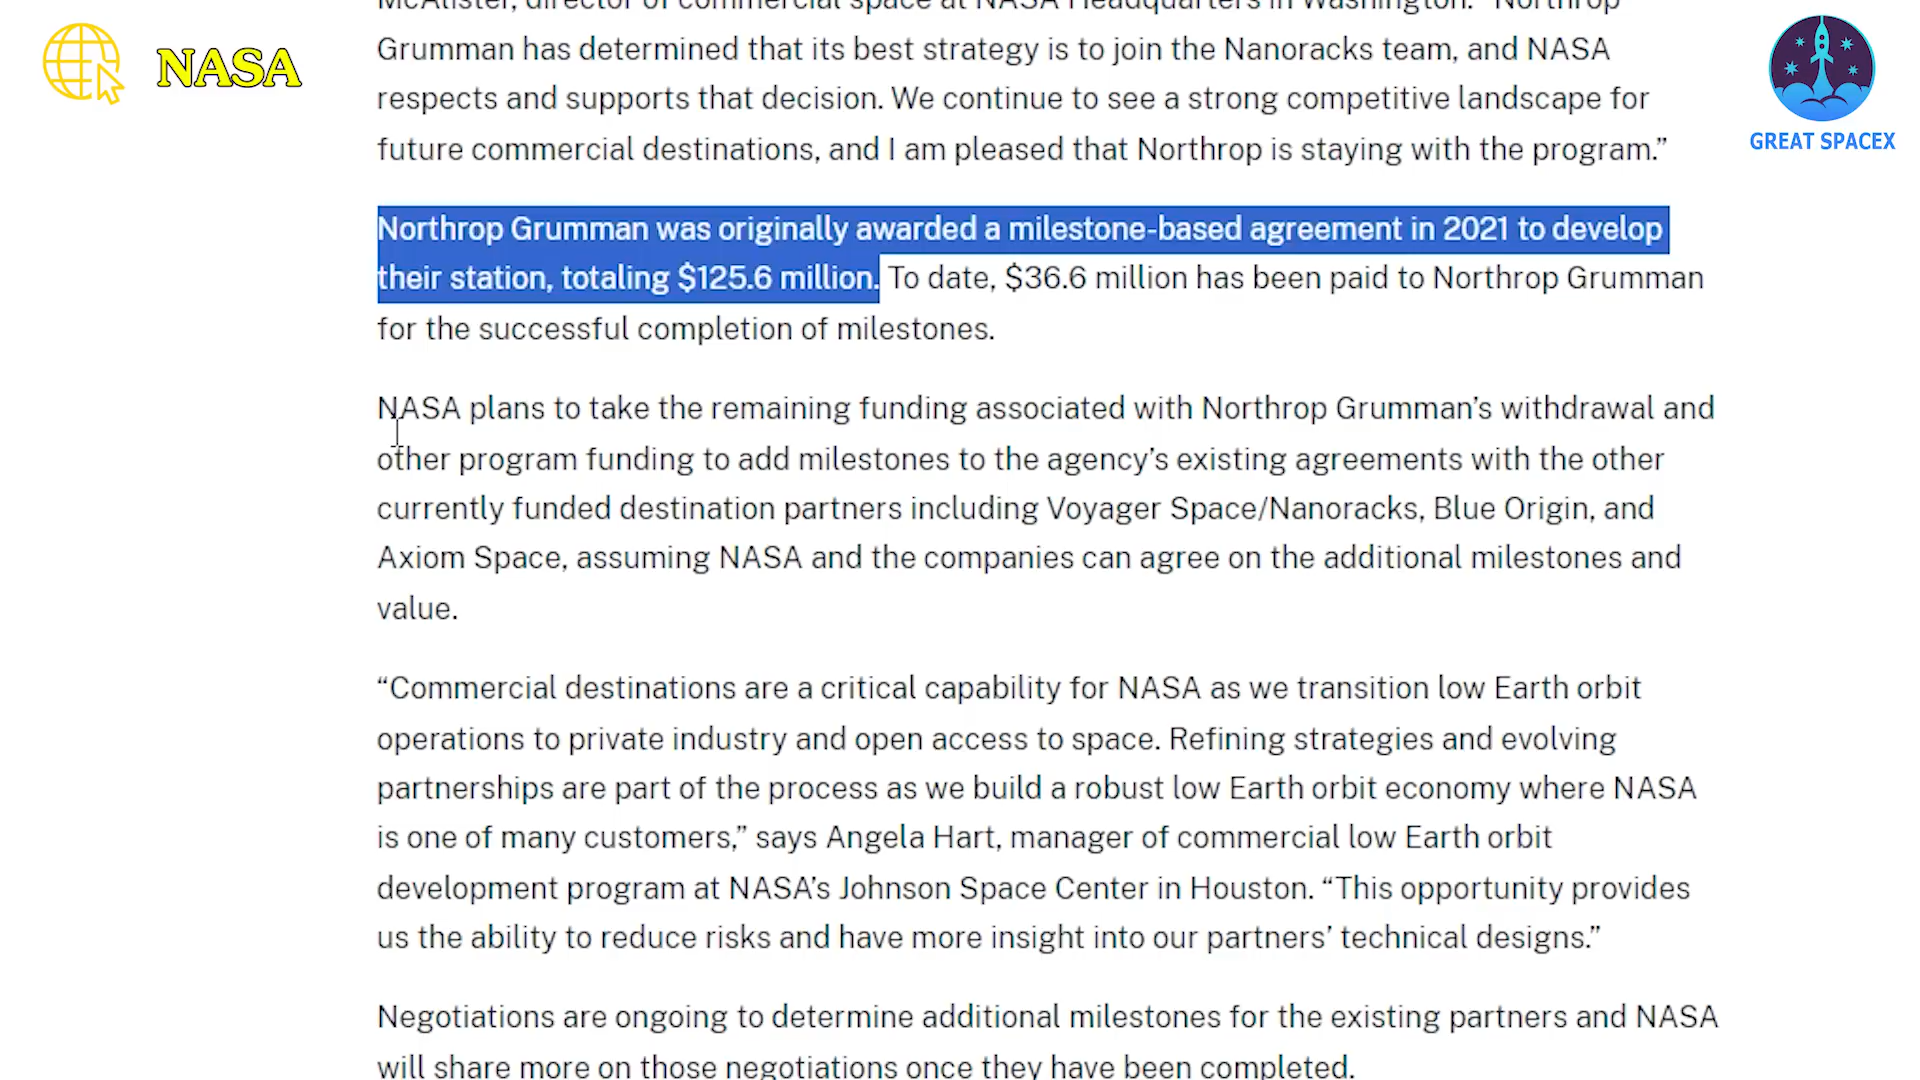 McAlister, director of commercial space at NASA Headquarters in Washington. “Northrop
NASA
Grumman has determined that its best strategy is to join the Nanoracks team, and NASA
respects and supports that decision. We continue to see a strong competitive landscape for
future commercial destinations, and I am pleased that Northrop is staying with the program.”
GREAT SPACEX
Northrop Grumman was originally awarded a milestone-based agreement in 2021 to develop
their station, totaling $125.6 million. To date, $36.6 million has been paid to Northrop Grumman
for the successful completion of milestones.
NASA plans to take the remaining funding associated with Northrop Grumman’s withdrawal and
other program funding to add milestones to the agency’s existing agreements with the other
currently funded destination partners including Voyager Space/Nanoracks, Blue Origin, and
Axiom Space, assuming NASA and the companies can agree on the additional milestones and
value.
“Commercial destinations are a critical capability for NASA as we transition low Earth orbit
operations to private industry and open access to space. Refining strategies and evolving
partnerships are part of the process as we build a robust low Earth orbit economy where NASA
is one of many customers,” says Angela Hart, manager of commercial low Earth orbit
development program at NASA’s Johnson Space Center in Houston. “This opportunity provides
us the ability to reduce risks and have more insight into our partners’ technical designs.”
Negotiations are ongoing to determine additional milestones for the existing partners and NASA
will share more on those negotiations once they have been completed.